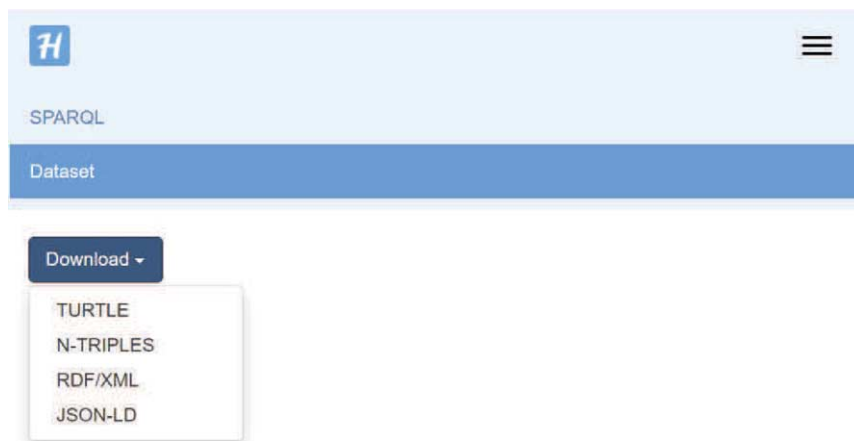 H
SPARQL
Dataset
Download
TURTLE
N-TRIPLES
RDF/XML
JSON-LD